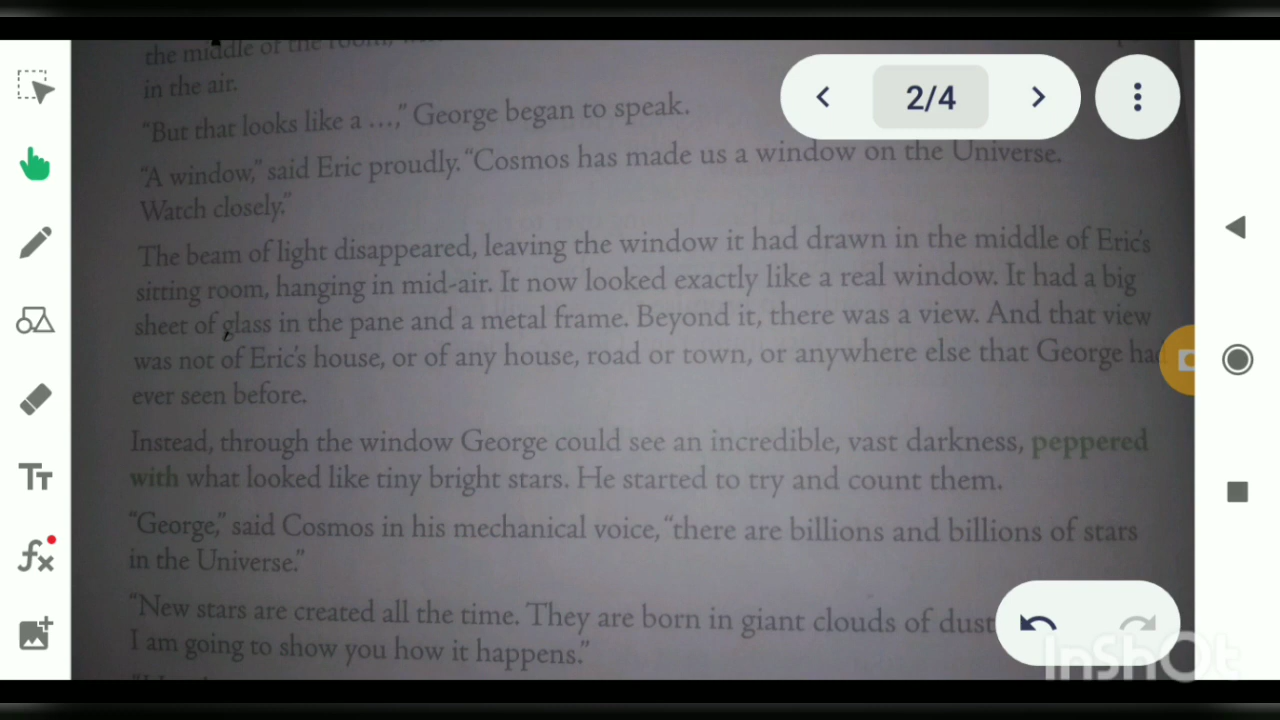 the middle of the room,
in the air.
"But that looks like a ...," George began to speak.
"A window," said Eric proudly. "Cosmos has made us a window on the Universe.
Watch closely."
The beam of light disappeared, leaving the window it had drawn in the middle of Eric's
sitting room, hanging in mid-air. It now looked exactly like a real window. It had a big
sheet of glass in the pane and a metal frame. Beyond it, there was a view. And that view
was not of Eric's house, or of any house, road or town, or anywhere else that George had
ever seen before.
Instead, through the window George could see an incredible, vast darkness, peppered
with what looked like tiny bright stars. He started to try and count them.
"George," said Cosmos in his mechanical voice, "there are billions and billions of stars
in the Universe."
"New stars are created all the time. They are born in giant clouds of dust
I am going to show you how it happens."
2/4
Tт
fx
InShOt